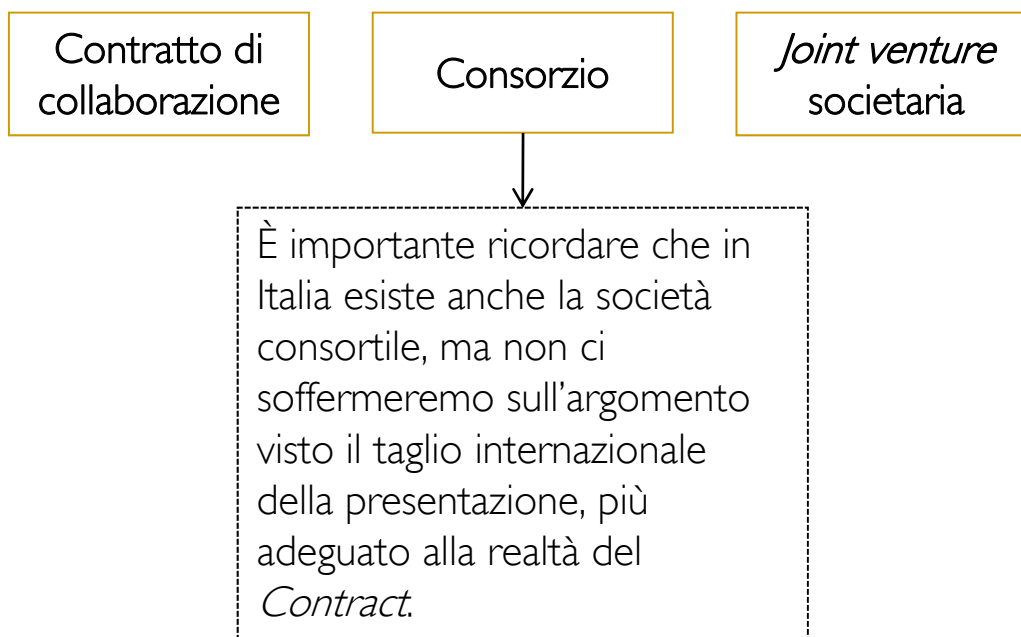 Contratto di
collaborazione
Consorzio
Joint venture
societaria
È importante ricordare che in
Italia esiste anche la società
consortile, ma non ci
soffermeremo sull'argomento
visto il taglio internazionale
della presentazione, più
adeguato alla realtà del
Contract.